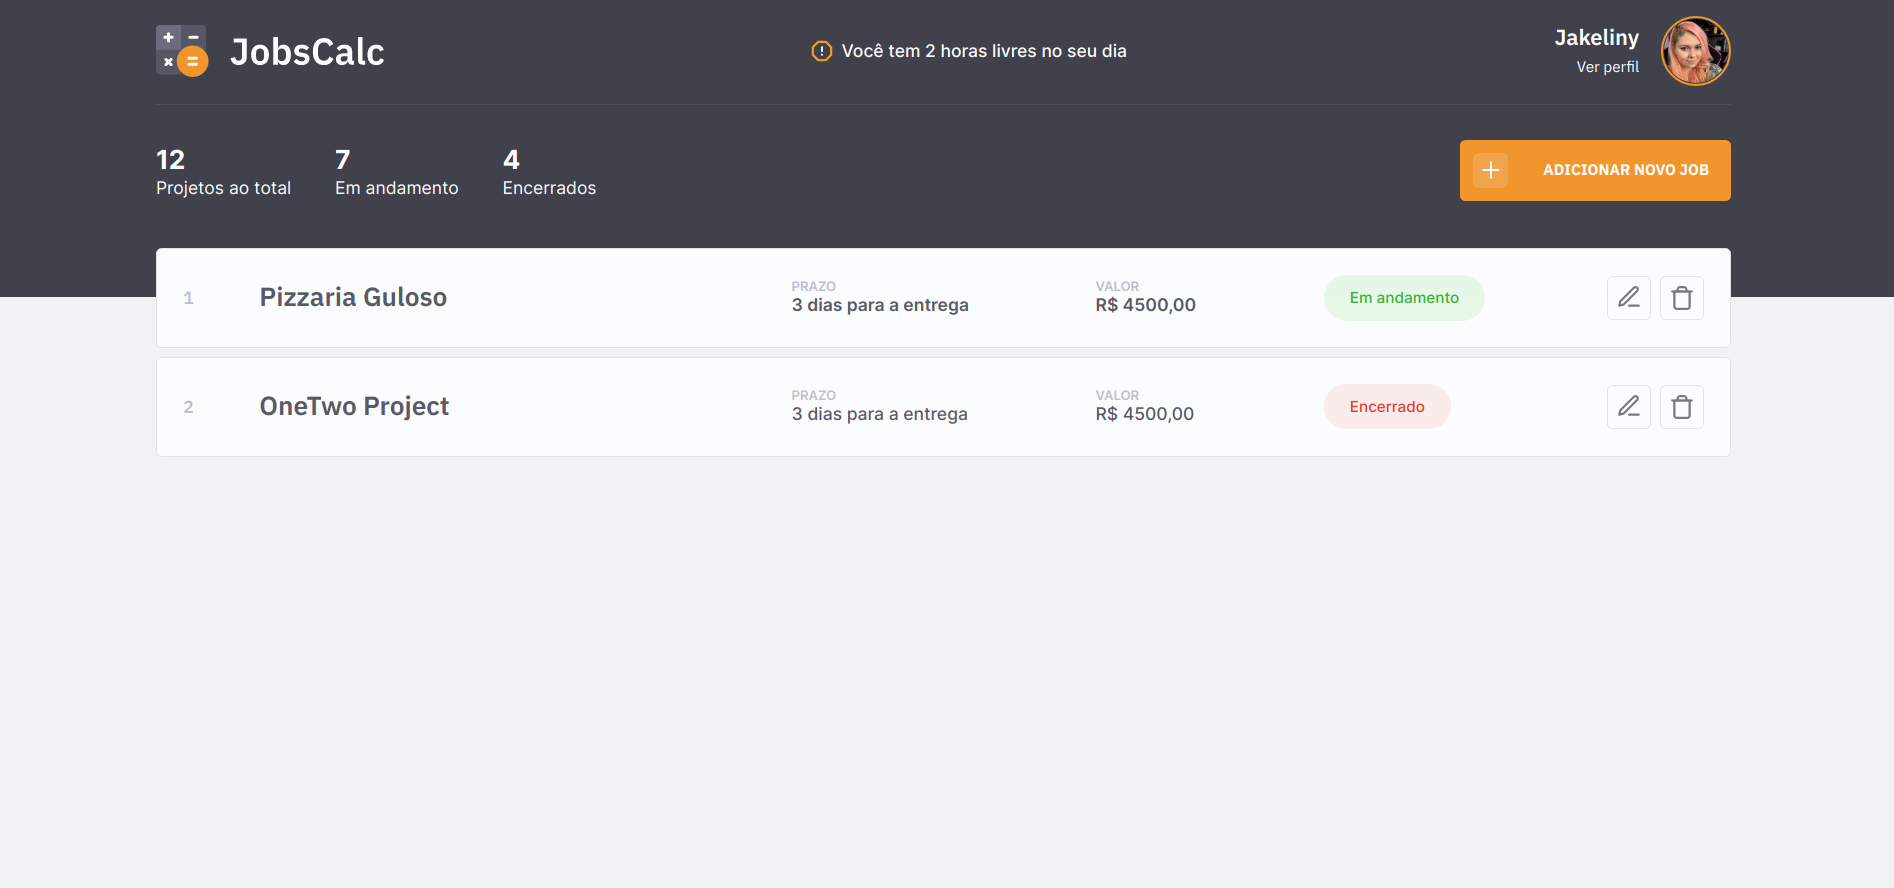 JobsCalc
Você tem 2 horas livres no seu dia
Jakeliny
Ver perfil
12
Projetos ao total
7
Em andamento
4
Encerrados
ADICIONAR NOVO JOB
1
Pizzaria Guloso
PRAZO
3 dias para a entrega
VALOR
R$ 4500,00
Em andamento
2
OneTwo Project
PRAZO
3 dias para a entrega
VALOR
R$ 4500,00
Encerrado